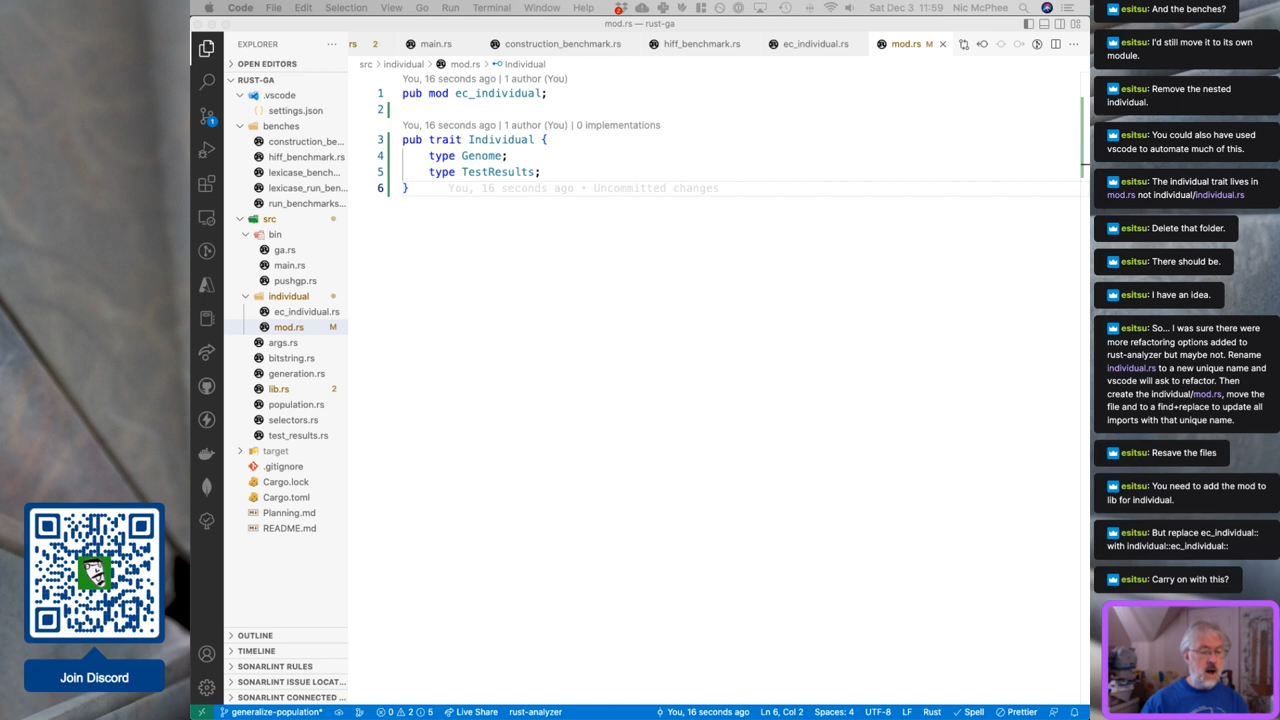 Code File Edit Selection View Go Run Terminal Window Help Sat Dec 3 11:59 Nic McPhee
mod.rs — rust-ga
EXPLORER
OPEN EDITORS
RUST-GA
.vscode
settings.json
benches
construction_be...
hiff_benchmark.rs
lexicase_bench...
lexicase_run_ben...
run_benchmarks...
src
bin
ga.rs
main.rs
pushgp.rs
individual
ec_individual.rs
mod.rs M
args.rs
bitstring.rs
generation.rs
lib.rs 2
population.rs
selectors.rs
test_results.rs
target
.gitignore
Cargo.lock
Cargo.toml
Planning.md
README.md
OUTLINE
TIMELINE
SONARLINT RULES
SONARLINT ISSUE LOCAT...
SONARLINT CONNECTED ...
rs 2 main.rs construction_benchmark.rs hiff_benchmark.rs ec_individual.rs mod.rs M
src > individual > mod.rs > Individual
You, 16 seconds ago | 1 author (You)
1 pub mod ec_individual;
2
You, 16 seconds ago | 1 author (You) | 0 implementations
3 pub trait Individual {
4 type Genome;
5 type TestResults;
6 } You, 16 seconds ago • Uncommitted changes
generalize-population* 0 2 5 Live Share rust-analyzer You, 16 seconds ago Ln 6, Col 2 Spaces: 4 UTF-8 LF Rust Spell Prettier
Join Discord
esitsu: And the benches?
esitsu: I'd still move it to its own
module.
esitsu: Remove the nested
individual.
esitsu: You could also have used
vscode to automate much of this.
esitsu: The individual trait lives in
mod.rs not individual/individual.rs
esitsu: Delete that folder.
esitsu: There should be.
esitsu: I have an idea.
esitsu: So... I was sure there were
more refactoring options added to
rust-analyzer but maybe not. Rename
individual.rs to a new unique name and
vscode will ask to refactor. Then
create the individual/mod.rs, move the
file and to a find+replace to update all
imports with that unique name.
esitsu: Resave the files
esitsu: You need to add the mod to
lib for individual.
esitsu: But replace ec_individual::
with individual::ec_individual::
esitsu: Carry on with this?